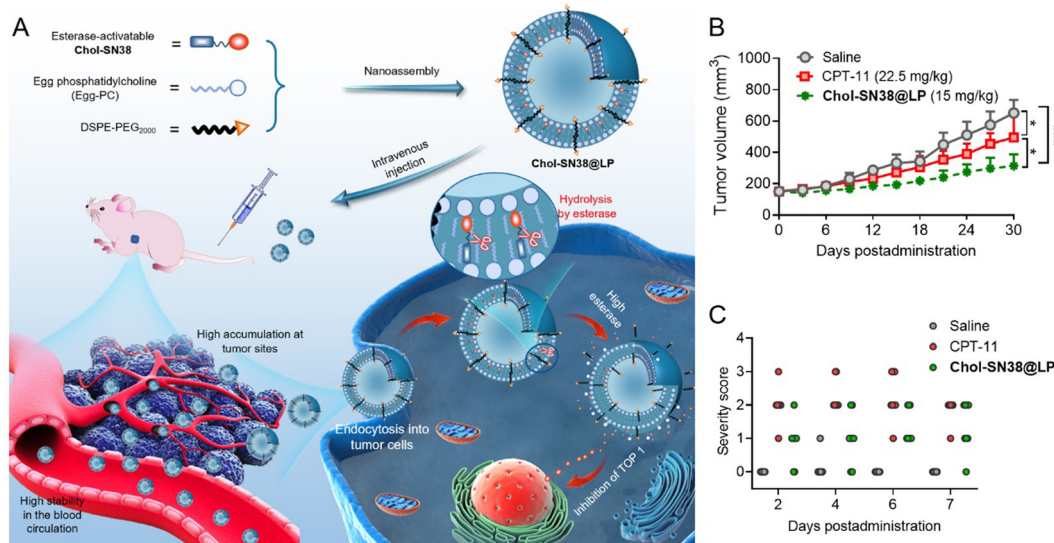 A
Esterase-activatable
Chol-SN38
=
Egg phosphatidylcholine
(Egg-PC)
=
DSPE-PEG2000
=
Nanoassembly
Chol-SN38@LP
Intravenous
injection
Hydrolysis
by esterase
High
esterase
High accumulation at
tumor sites
Endocytosis into
tumor cells
Inhibition of TOP 1
High stability
in the blood
circulation
B
Saline
CPT-11 (22.5 mg/kg)
Chol-SN38@LP (15 mg/kg)
Tumor volume (mm3)
1000
800
600
400
200
0
*
*
0 6 12 18 24 30
Days postadministration
C
Saline
CPT-11
Chol-SN38@LP
Severity score
4
3
2
1
0
2 4 6 7
Days postadministration